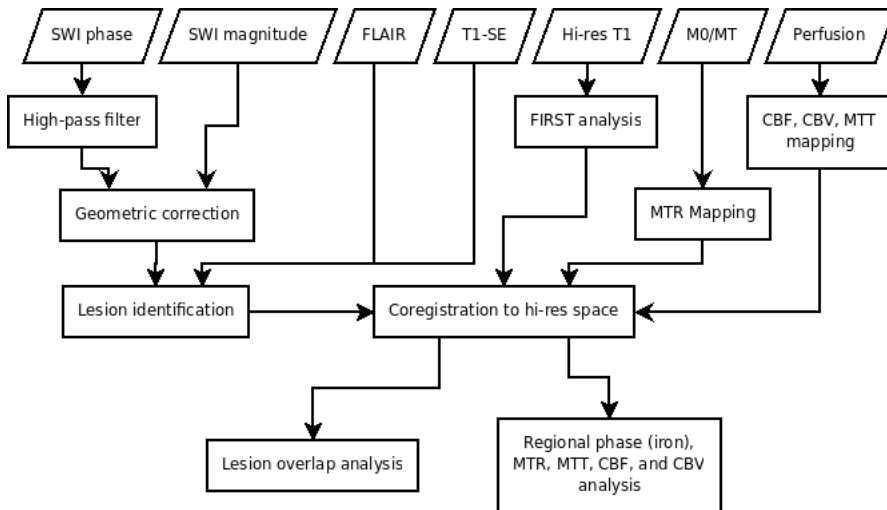 SWI phase
SWI magnitude
FLAIR
T1-SE
Hi-res T1
M0/MT
Perfusion
High-pass filter
FIRST analysis
CBF, CBV, MTT
mapping
Geometric correction
MTR Mapping
Lesion identification
Coregistration to hi-res space
Lesion overlap analysis
Regional phase (iron),
MTR, MTT, CBF, and CBV
analysis